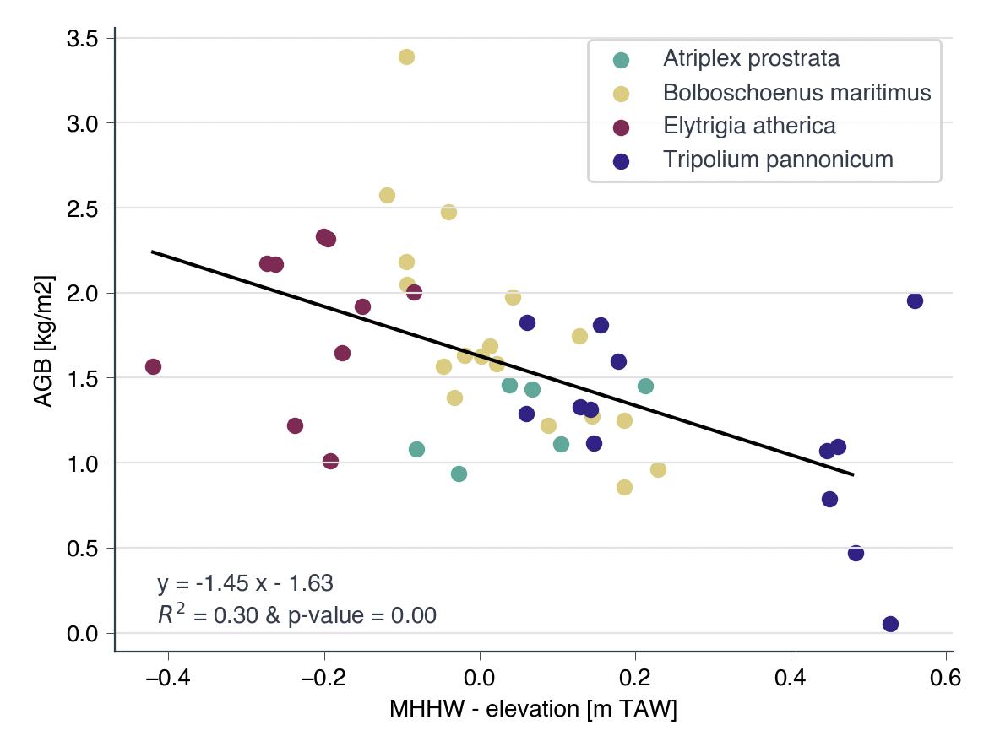 3.5
3.0
2.5
2.0
1.5
1.0
0.5
0.0
AGB [kg/m2]
Atriplex prostrata
Bolboschoenus maritimus
Elytrigia atherica
Tripolium pannonicum
y = -1.45 x - 1.63
R² = 0.30 & p-value = 0.00
−0.4 −0.2 0.0 0.2 0.4 0.6
MHHW - elevation [m TAW]